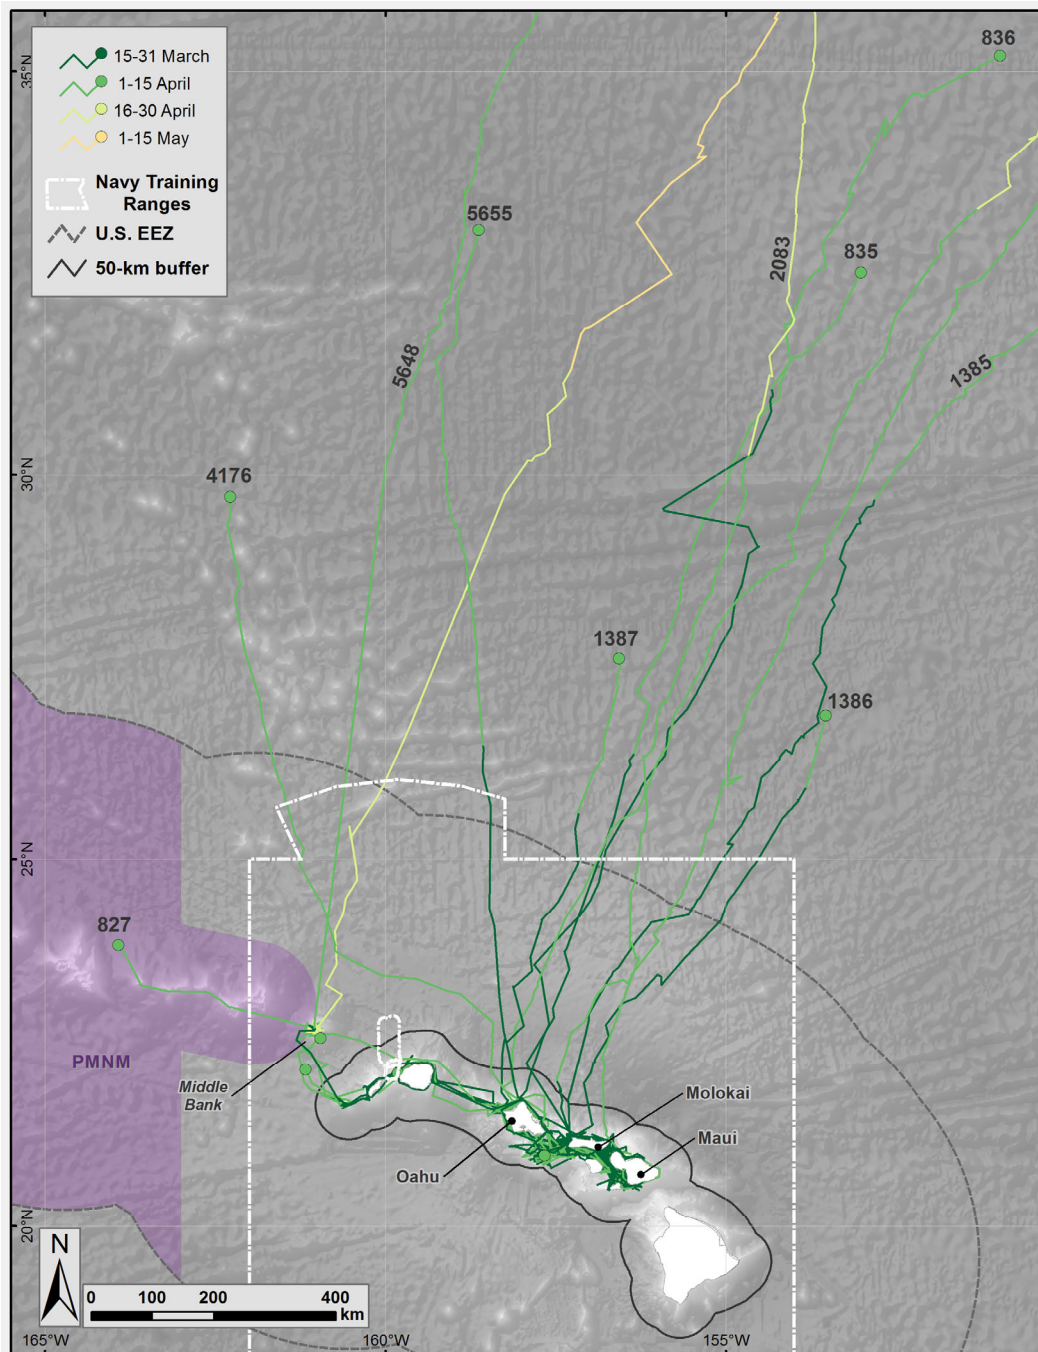 15-31 March
1-15 April
16-30 April
1-15 May
Navy Training
Ranges
U.S. EEZ
50-km buffer
836
5655
2083
835
5648
1385
4176
1387
1386
827
PMNM
Middle
Bank
Molokai
Maui
Oahu
35°N
30°N
25°N
20°N
N
0 100 200 400
km
165°W
160°W
155°W